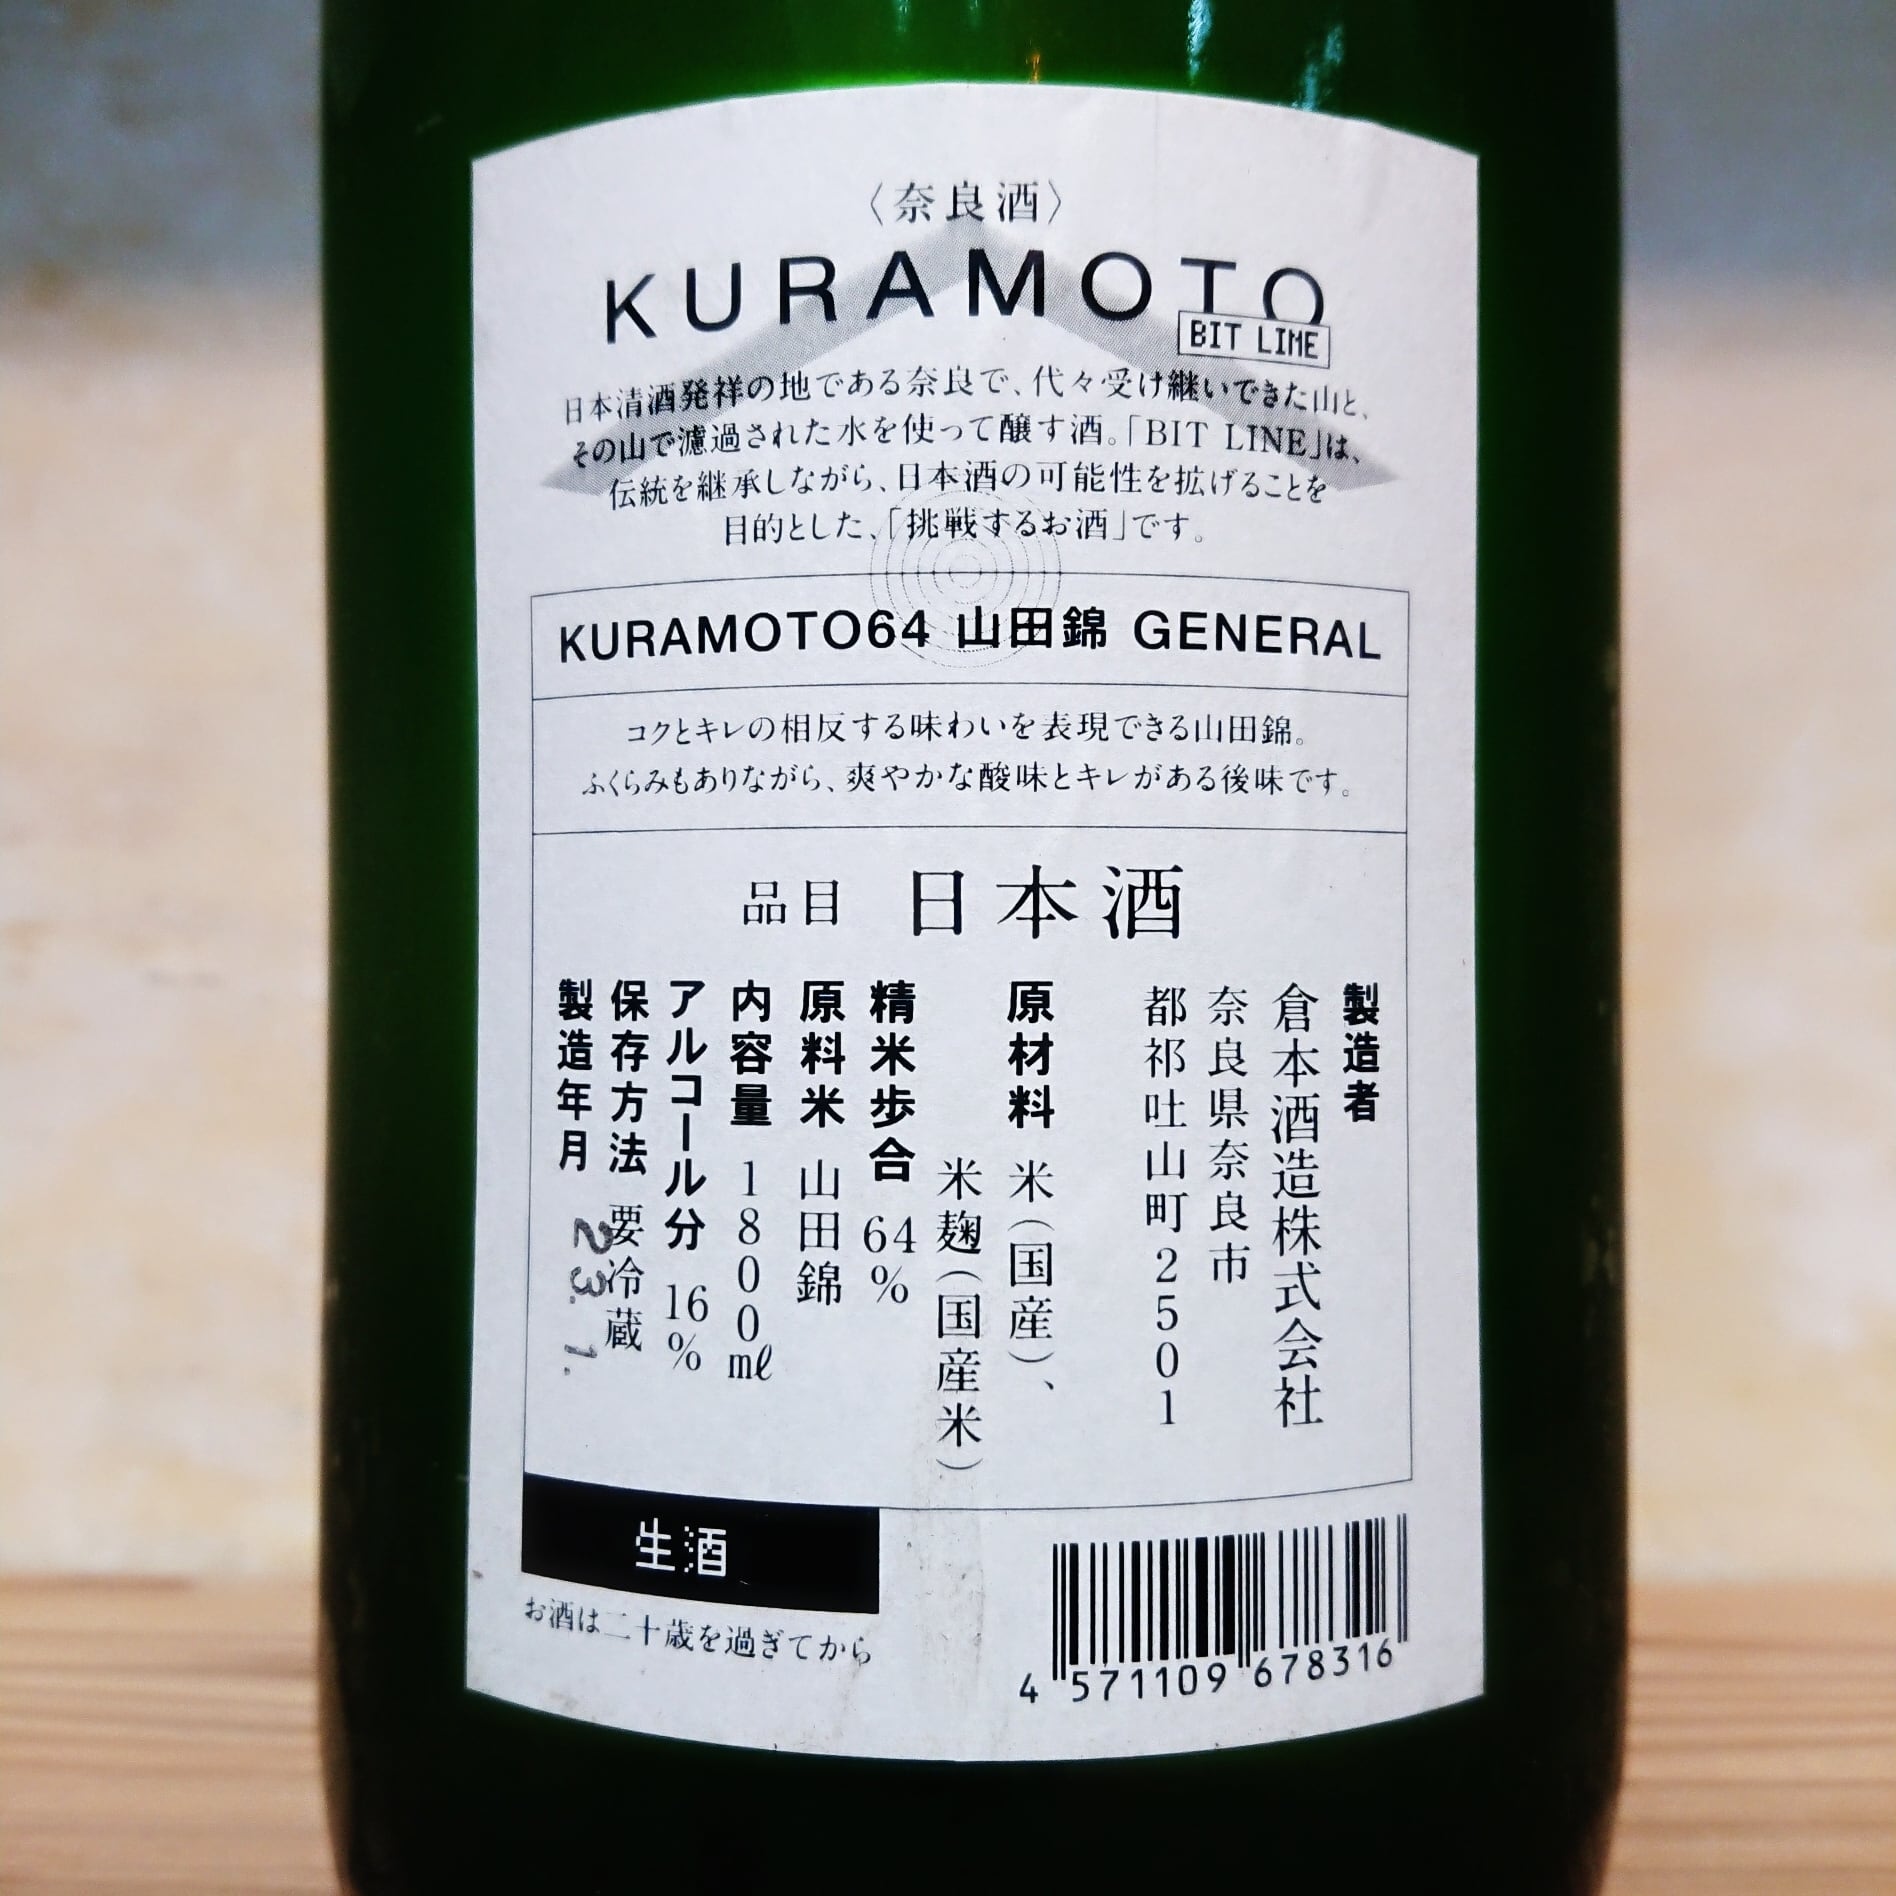 〈奈良酒〉
KURAMOTO
BIT LINE
日本清酒発祥の地である奈良で、代々受け継いできた山と、
その山で濾過された水を使って醸す酒。「BIT LINE」は、
伝統を継承しながら、日本酒の可能性を拡げることを
目的とした、「挑戦するお酒」です。
KURAMOTO64 山田錦 GENERAL
コクとキレの相反する味わいを表現できる山田錦。
ふくらみもありながら、爽やかな酸味とキレがある後味です。
品目 日本酒
製造者
倉本酒造株式会社
奈良県奈良市
都祁吐山町2501
原材料 米(国産)、
米麹(国産米)
精米歩合 64%
原料米 山田錦
内容量 1800㎖
アルコール分 16%
保存方法 要冷蔵
製造年月 23. 1.
生酒
お酒は二十歳を過ぎてから
4 571109 678316